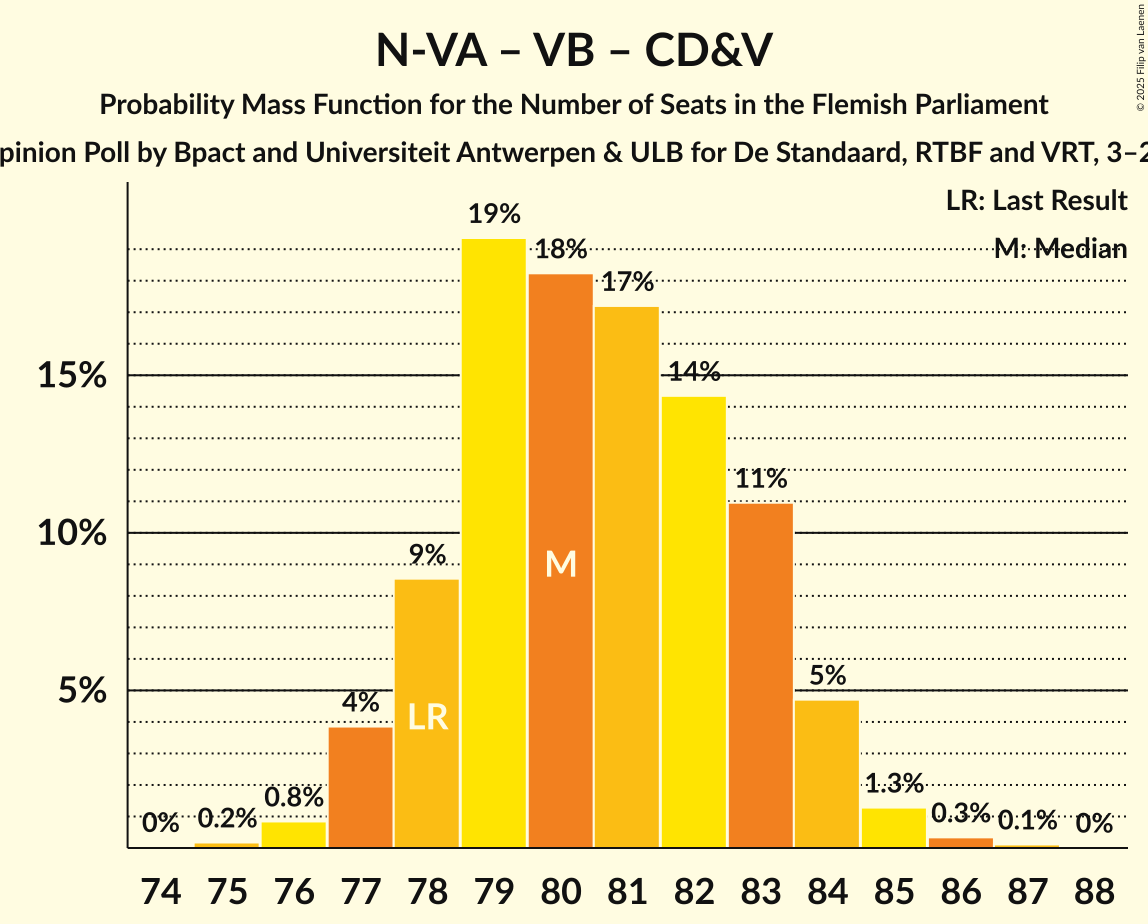 © 2025 Filip van Laenen
N-VA – VB – CD&V
Probability Mass Function for the Number of Seats in the Flemish Parliament
pinion Poll by Bpact and Universiteit Antwerpen & ULB for De Standaard, RTBF and VRT, 3–2
LR: Last Result
M: Median
19%
18%
17%
15%
14%
11%
10%
9%
M
5%
5%
4%
LR
1.3%
0.8%
0% 0.2% 0.3% 0.1% 0%
74 75 76 77 78 79 80 81 82 83 84 85 86 87 88